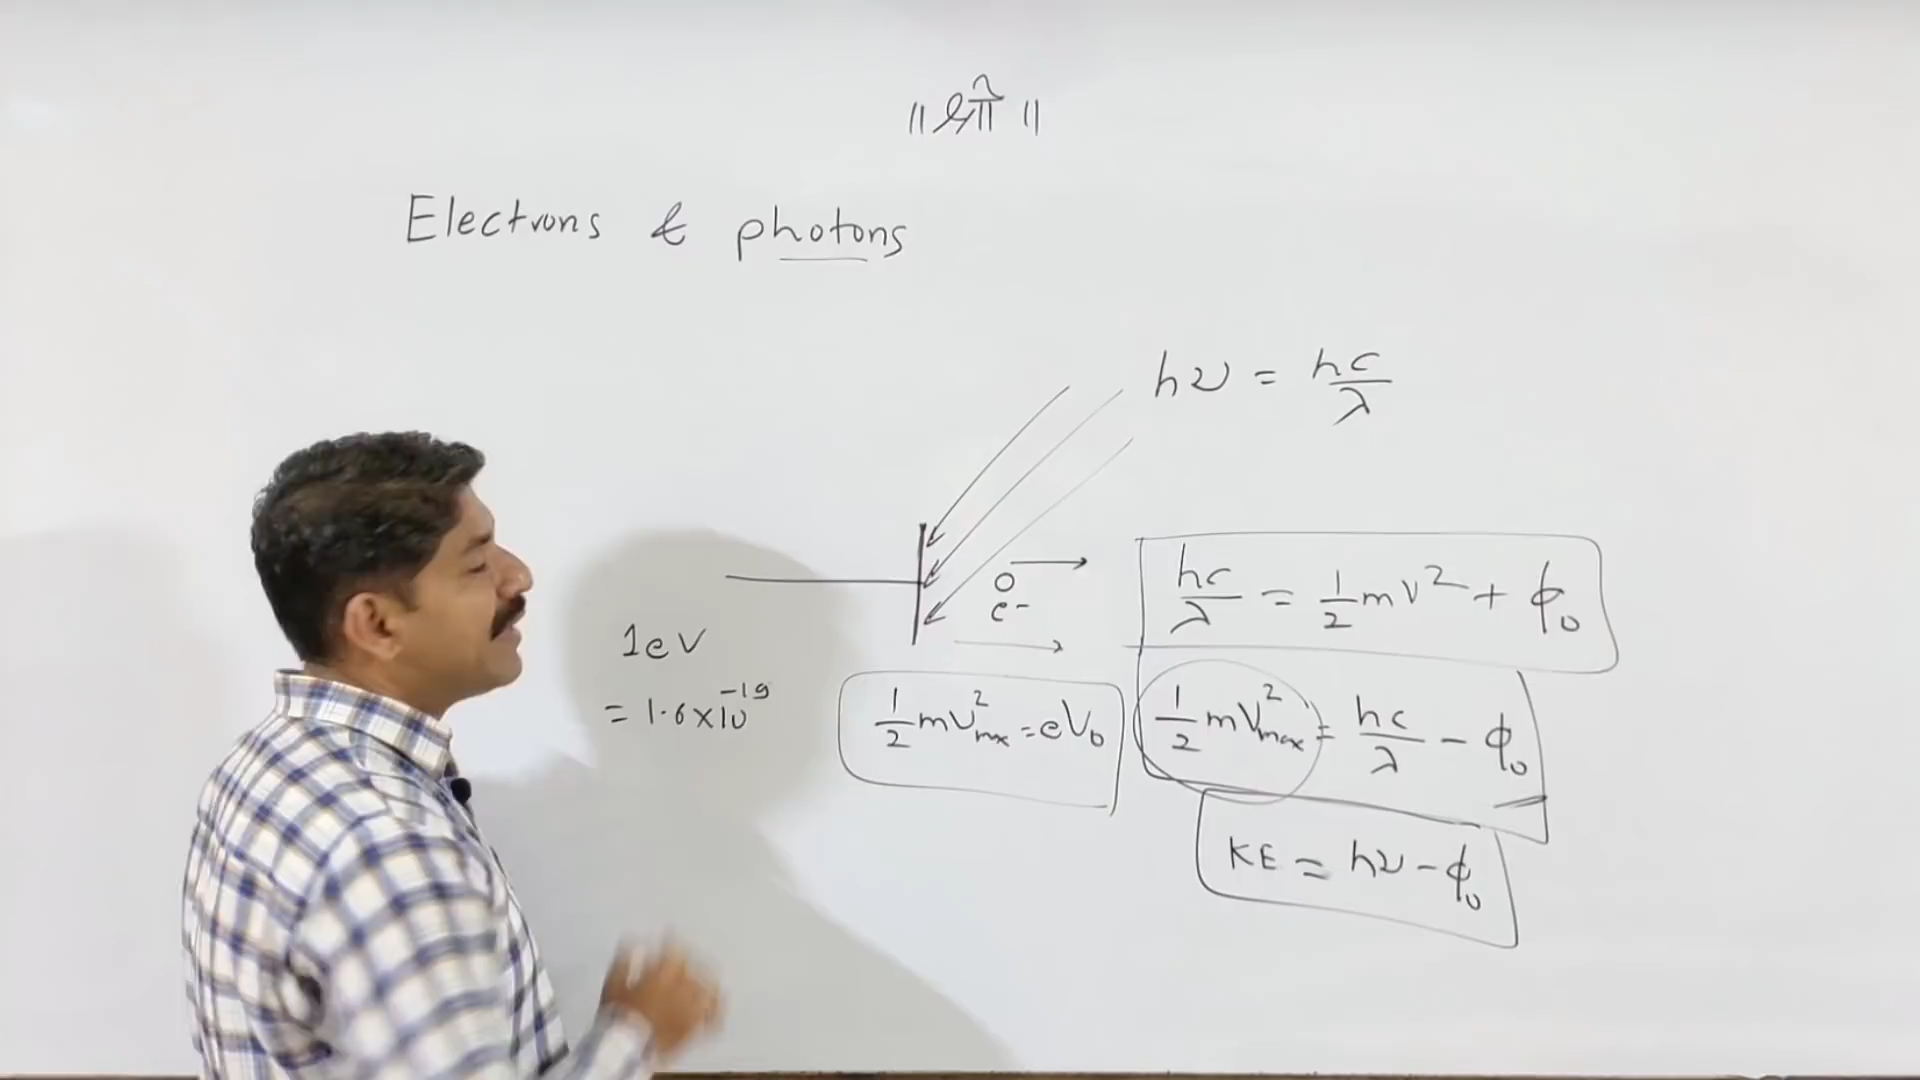 ॥ श्री ॥
Electrons & photons
hν = hc/λ
e-
hc/λ = 1/2 mv² + ϕ₀
1eV
= 1.6×10⁻¹⁹
1/2 mv²max = eV₀
1/2 mv²max = hc/λ - ϕ₀
KE = hν - ϕ₀